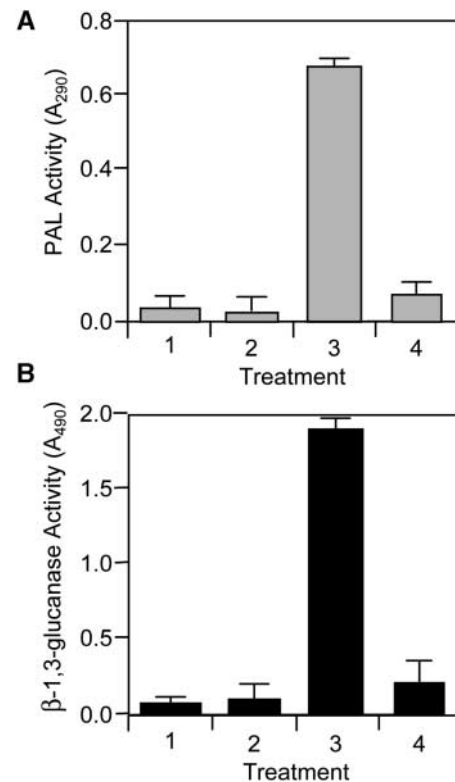 A
PAL Activity (A290)
0.8
0.6
0.4
0.2
0.0
1 2 3 4
Treatment
B
β-1,3-glucanase Activity (A490)
2.0
1.5
1.0
0.5
0.0
1 2 3 4
Treatment